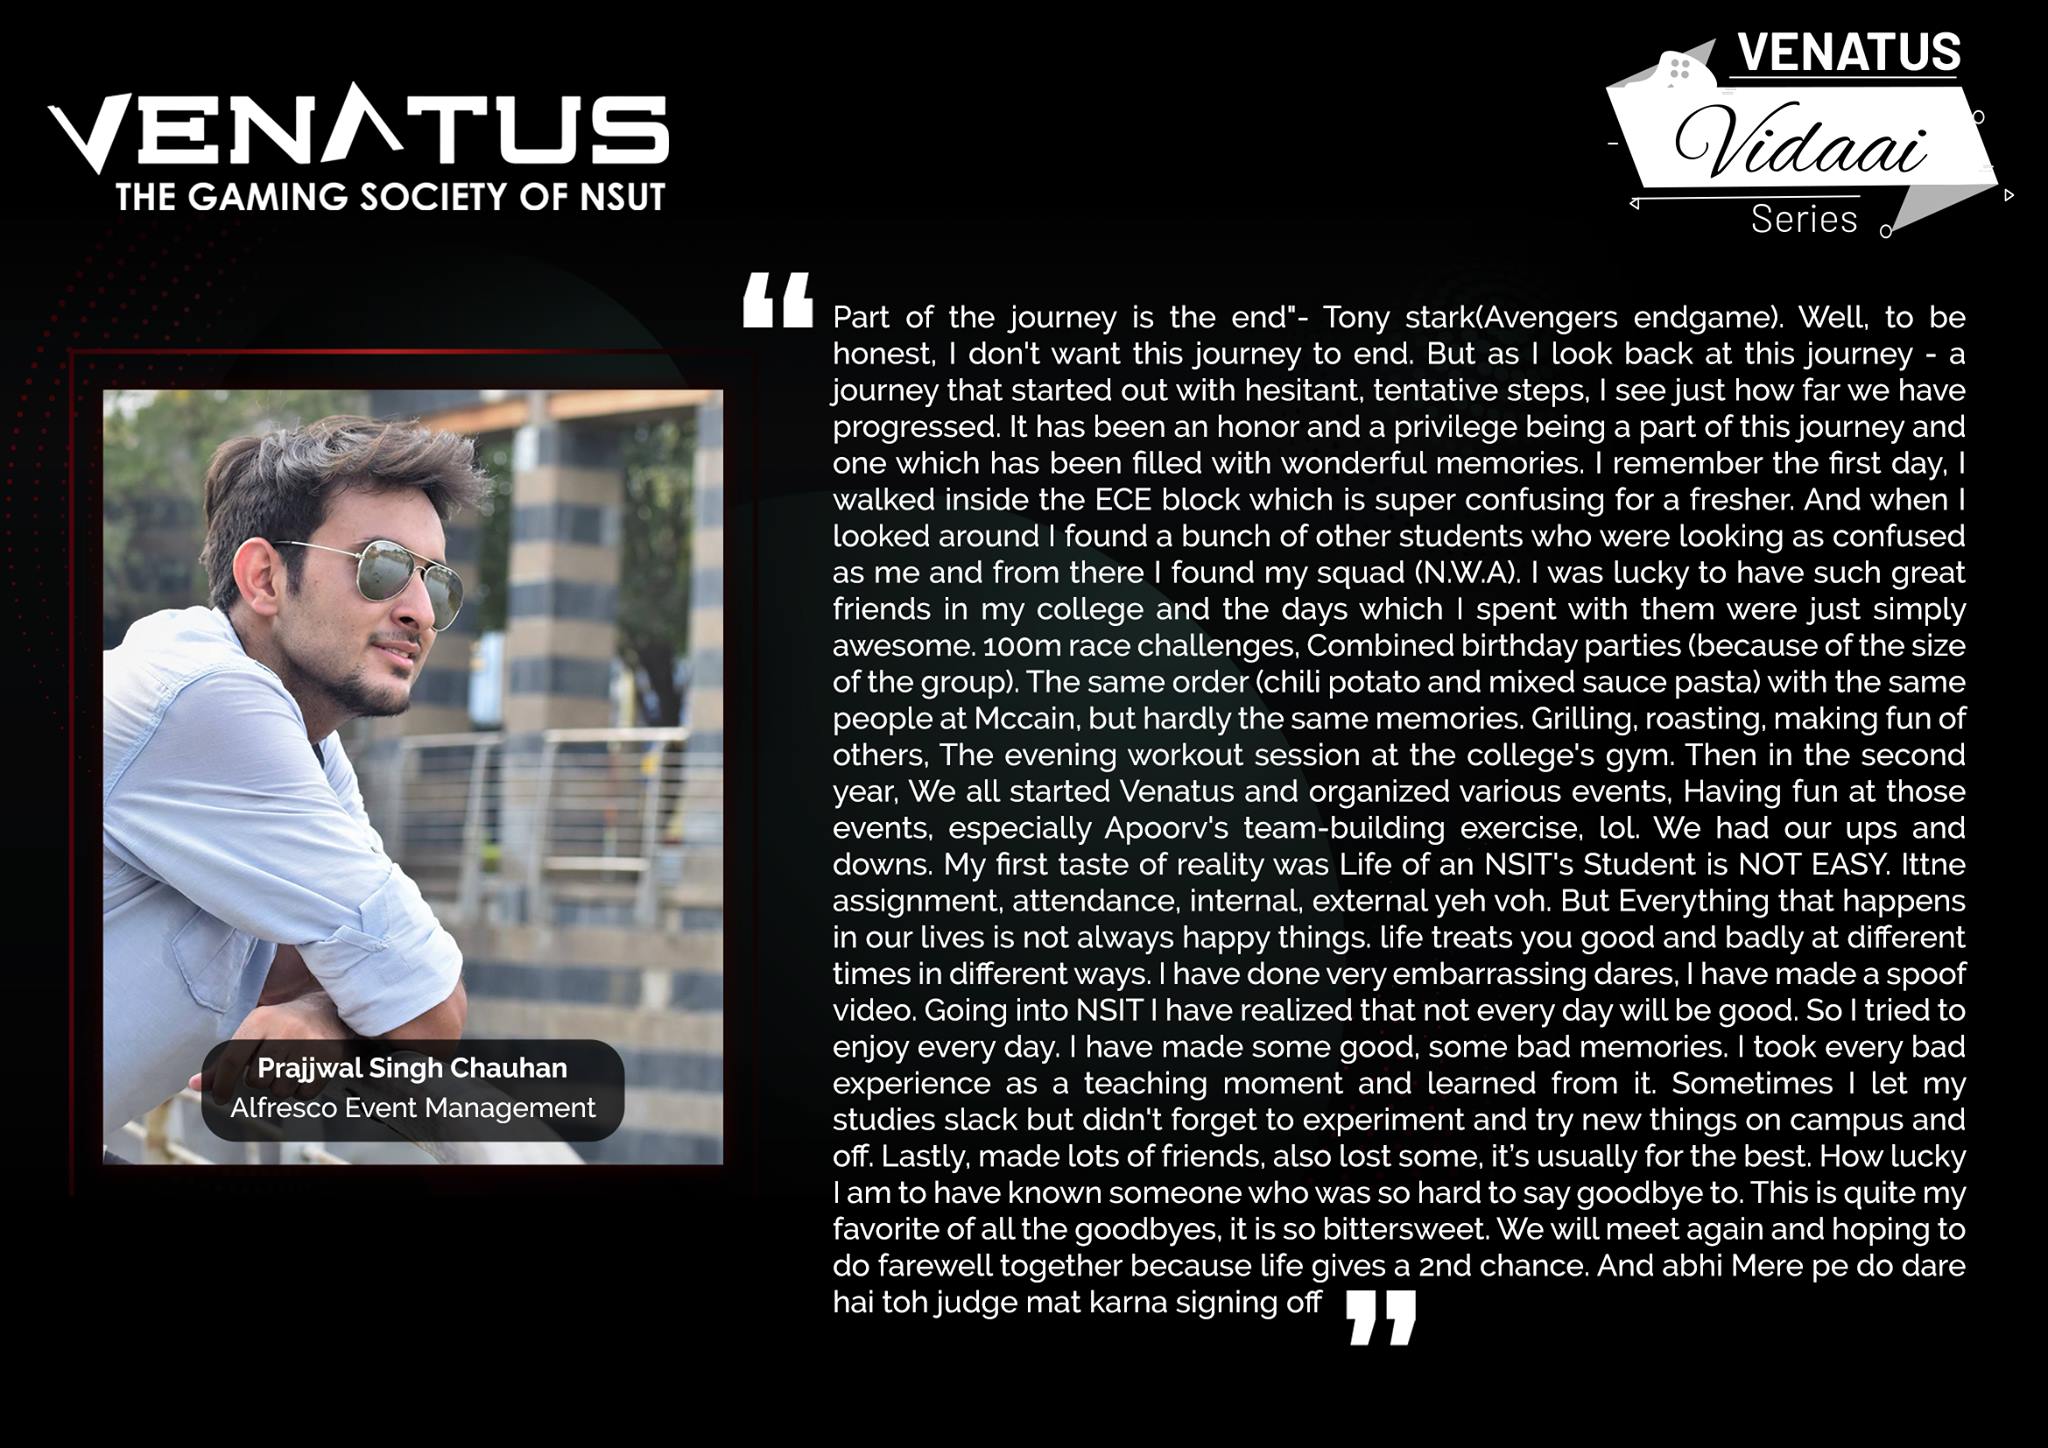 VENATUS
THE GAMING SOCIETY OF NSUT
VENATUS
Vidaai
Series
“
Part of the journey is the end"- Tony stark(Avengers endgame). Well, to be
honest, I don't want this journey to end. But as I look back at this journey - a
journey that started out with hesitant, tentative steps, I see just how far we have
progressed. It has been an honor and a privilege being a part of this journey and
one which has been filled with wonderful memories. I remember the first day, I
walked inside the ECE block which is super confusing for a fresher. And when I
looked around I found a bunch of other students who were looking as confused
as me and from there I found my squad (N.W.A). I was lucky to have such great
friends in my college and the days which I spent with them were just simply
awesome. 100m race challenges, Combined birthday parties (because of the size
of the group). The same order (chili potato and mixed sauce pasta) with the same
people at Mccain, but hardly the same memories. Grilling, roasting, making fun of
others, The evening workout session at the college's gym. Then in the second
year, We all started Venatus and organized various events, Having fun at those
events, especially Apoorv's team-building exercise, lol. We had our ups and
downs. My first taste of reality was Life of an NSIT's Student is NOT EASY. Ittne
assignment, attendance, internal, external yeh voh. But Everything that happens
in our lives is not always happy things. life treats you good and badly at different
times in different ways. I have done very embarrassing dares, I have made a spoof
video. Going into NSIT I have realized that not every day will be good. So I tried to
enjoy every day. I have made some good, some bad memories. I took every bad
experience as a teaching moment and learned from it. Sometimes I let my
studies slack but didn't forget to experiment and try new things on campus and
off. Lastly, made lots of friends, also lost some, it’s usually for the best. How lucky
I am to have known someone who was so hard to say goodbye to. This is quite my
favorite of all the goodbyes, it is so bittersweet. We will meet again and hoping to
do farewell together because life gives a 2nd chance. And abhi Mere pe do dare
hai toh judge mat karna signing off
”
Prajjwal Singh Chauhan
Alfresco Event Management